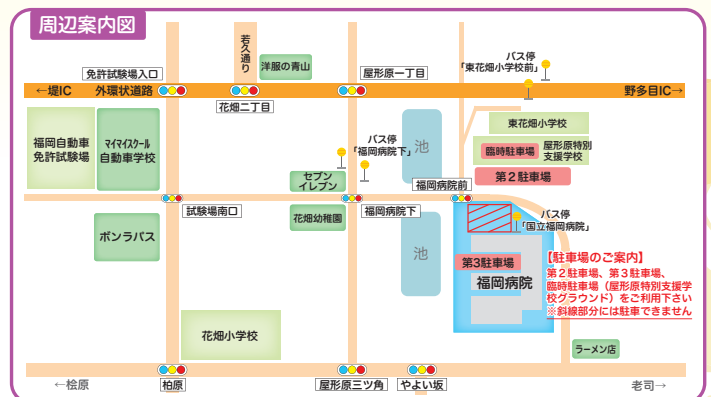 周辺案内図
若久通り
洋服の青山
バス停
「東花畑小学校前」
免許試験場入口
屋形原一丁目
←堤IC
外環状道路
野多目IC→
花畑二丁目
福岡自動車
免許試験場
マイマイスクール
自動車学校
バス停
「福岡病院下」
池
東花畑小学校
臨時駐車場
屋形原特別
支援学校
第2駐車場
セブン
イレブン
福岡病院前
試験場南口
花畑幼稚園
福岡病院下
バス停
「国立福岡病院」
ボンラパス
池
第3駐車場
福岡病院
【駐車場のご案内】
第2駐車場、第3駐車場、
臨時駐車場（屋形原特別支援学
校グラウンド）をご利用下さい
※斜線部分には駐車できません
花畑小学校
ラーメン店
←桧原
柏原
屋形原三ツ角
やよい坂
老司→